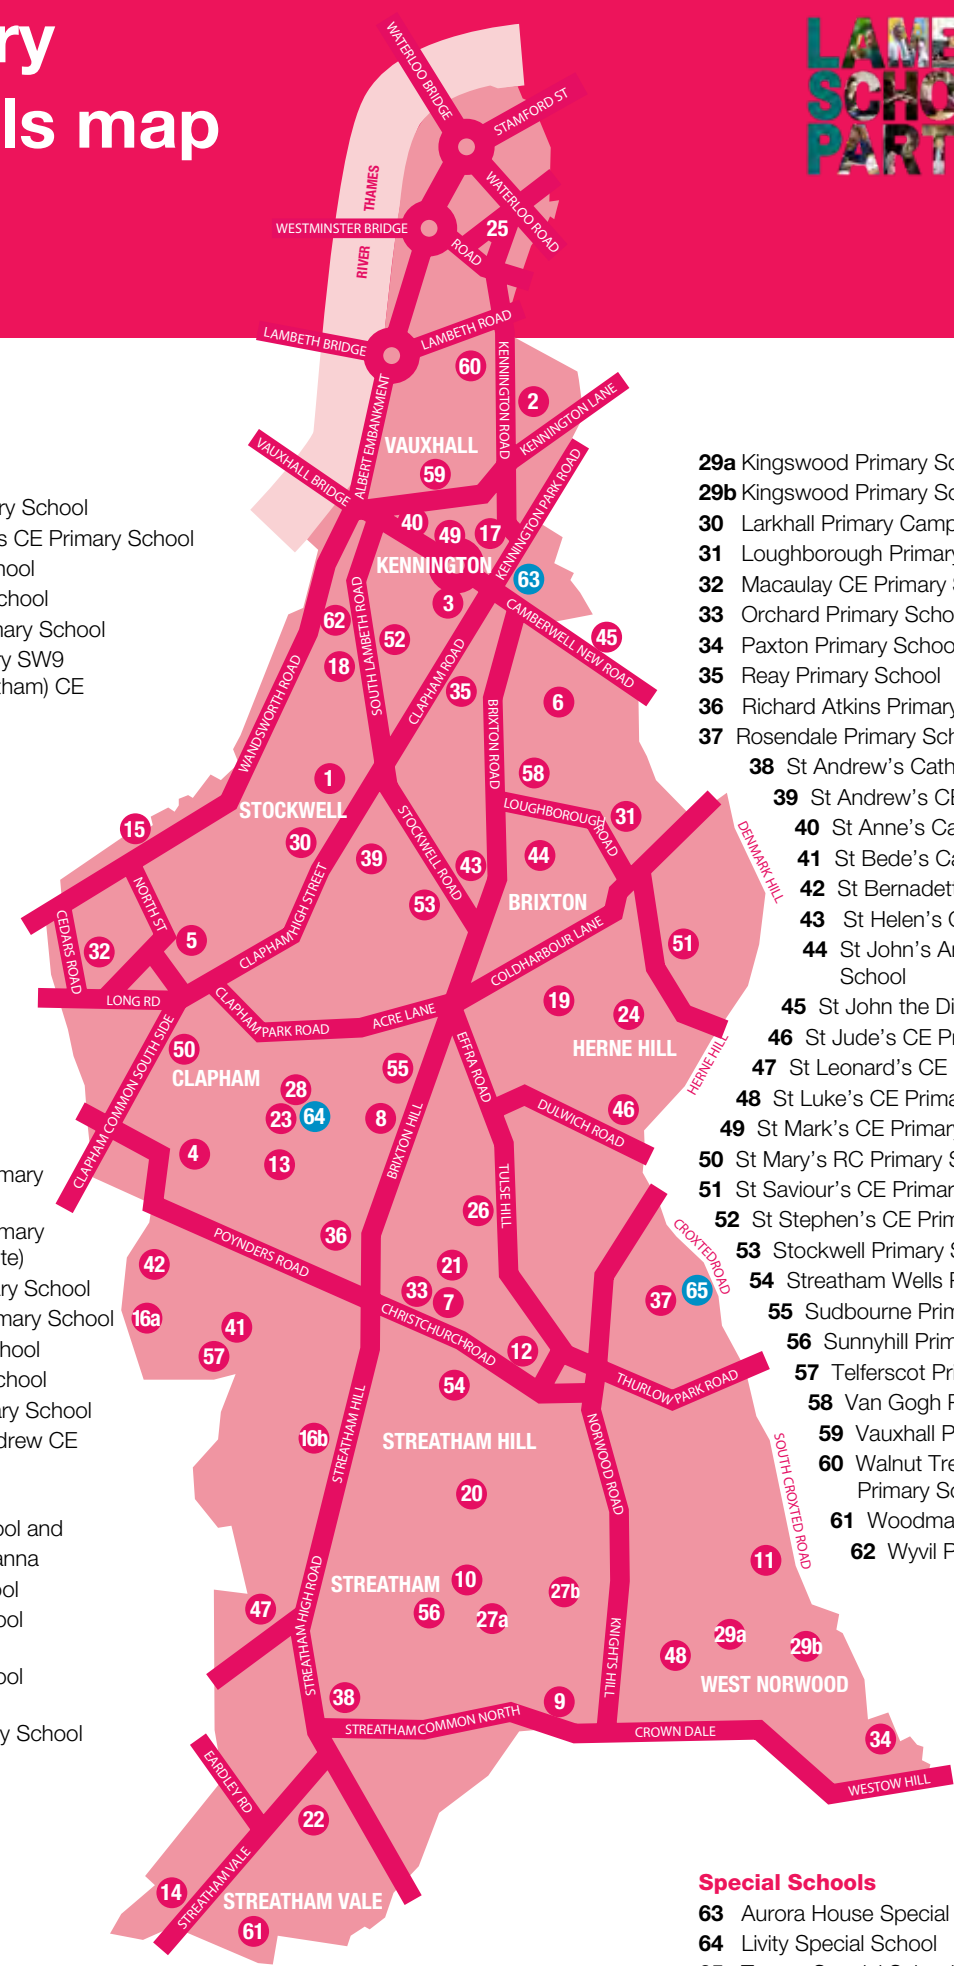 ry
ls map
LAMBE
SCHO
PART
WATERLOO BRIDGE
STAMFORD ST
RIVER THAMES
WATERLOO ROAD
WESTMINSTER BRIDGE
ROAD
25
LAMBETH BRIDGE
LAMBETH ROAD
60
KENNINGTON ROAD
2
KENNINGTON LANE
ALBERT EMBANKMENT
VAUXHALL
VAUXHALL BRIDGE
59
KENNINGTON PARK ROAD
40
49
17
KENNINGTON
63
3
CAMBERWELL NEW ROAD
62
52
45
18
SOUTH LAMBETH ROAD
CLAPHAM ROAD
35
6
WANDSWORTH ROAD
BRIXTON ROAD
1
58
STOCKWELL
LOUGHBOROUGH ROAD
31
15
30
39
STOCKWELL ROAD
43
44
DENMARK HILL
NORTH ST
CLAPHAM HIGH STREET
53
BRIXTON
CEDARS ROAD
32
5
COLDHARBOUR LANE
51
LONG RD
CLAPHAM PARK ROAD
ACRE LANE
19
24
HERNE HILL
HERNE HILL
50
CLAPHAM
CLAPHAM COMMON SOUTH SIDE
EFFRA ROAD
55
28
23
64
8
BRIXTON HILL
DULWICH ROAD
46
4
13
TULSE HILL
26
36
POYNDERS ROAD
CROXTED ROAD
42
21
33
7
37
65
16a
41
57
CHRISTCHURCH ROAD
12
54
THURLOW PARK ROAD
16b
STREATHAM HILL
STREATHAM HILL
NORWOOD ROAD
SOUTH CROXTED ROAD
20
11
STREATHAM
10
27b
56
27a
47
STREATHAM HIGH ROAD
KNIGHTS HILL
29a
29b
48
WEST NORWOOD
38
9
STREATHAM COMMON NORTH
CROWN DALE
34
WESTOW HILL
EARDLEY RD
22
14
STREATHAM VALE
STREATHAM VALE
61
ry School
s CE Primary School
hool
chool
nary School
ry SW9
tham) CE
mary
mary
te)
ary School
mary School
hool
chool
ary School
drew CE
ool and
anna
ol
ool
ool
y School
29a Kingswood Primary Sc
29b Kingswood Primary Sc
30 Larkhall Primary Camp
31 Loughborough Primary
32 Macaulay CE Primary S
33 Orchard Primary Schoo
34 Paxton Primary School
35 Reay Primary School
36 Richard Atkins Primary
37 Rosendale Primary Sch
38 St Andrew's Cath
39 St Andrew's CE
40 St Anne's Ca
41 St Bede's Ca
42 St Bernadett
43 St Helen's C
44 St John's An
School
45 St John the Di
46 St Jude's CE Pr
47 St Leonard's CE
48 St Luke's CE Prima
49 St Mark's CE Primary
50 St Mary's RC Primary S
51 St Saviour's CE Primar
52 St Stephen's CE Prim
53 Stockwell Primary S
54 Streatham Wells P
55 Sudbourne Prim
56 Sunnyhill Prim
57 Telferscot Pri
58 Van Gogh P
59 Vauxhall P
60 Walnut Tre
Primary Sc
61 Woodma
62 Wyvil P
Special Schools
63 Aurora House Special
64 Livity Special School